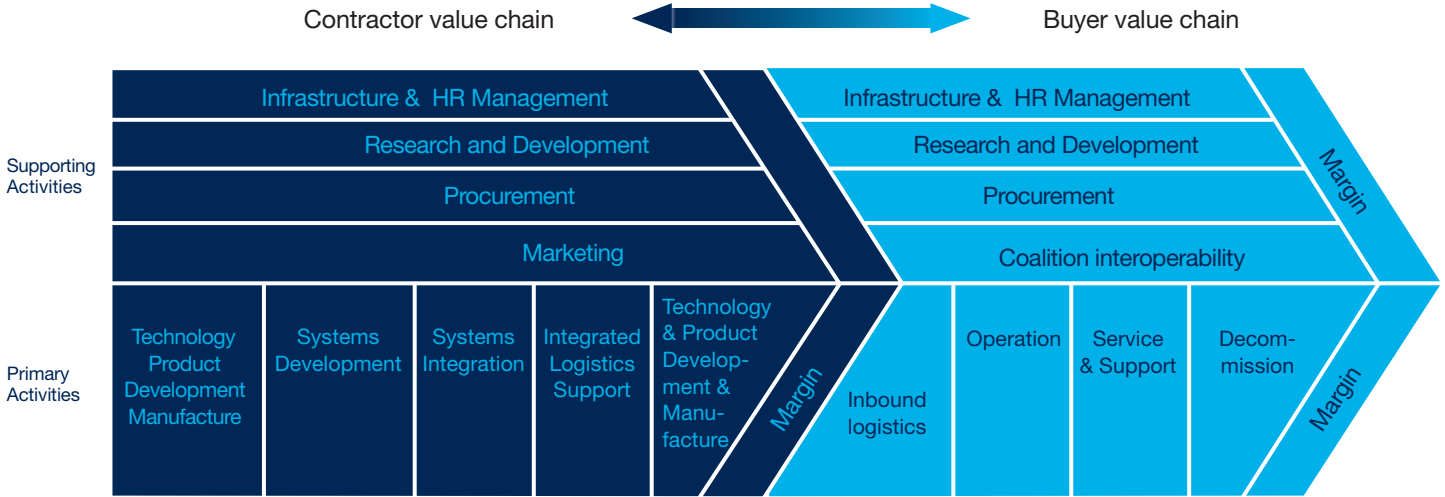 Contractor value chain
Buyer value chain
Supporting
Activities
Infrastructure & HR Management
Research and Development
Procurement
Marketing
Infrastructure & HR Management
Research and Development
Procurement
Coalition interoperability
Margin
Primary
Activities
Technology
Product
Development
Manufacture
Systems
Development
Systems
Integration
Integrated
Logistics
Support
Technology
& Product
Develop-
ment &
Manu-
facture
Margin
Inbound
logistics
Operation
Service
& Support
Decom-
mission
Margin